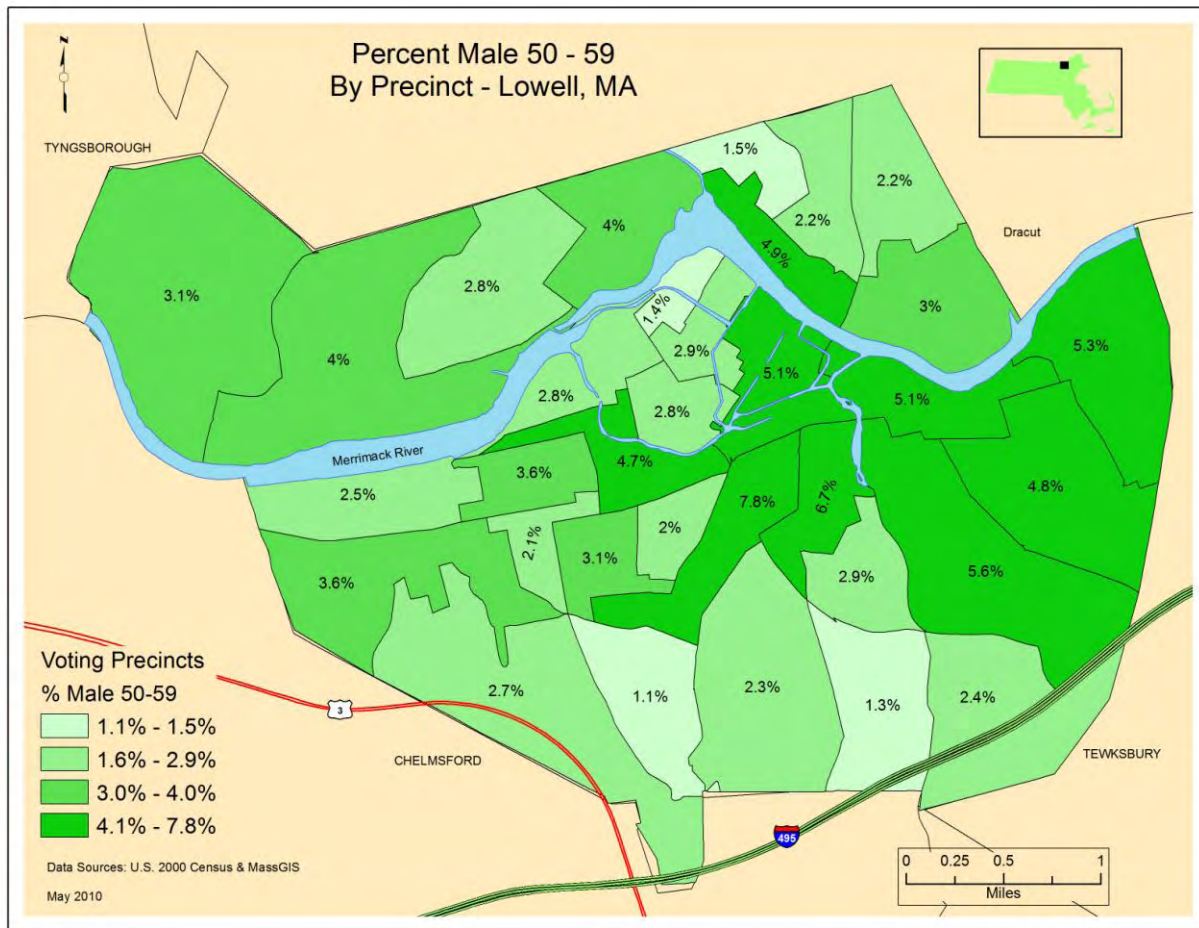 Percent Male 50 - 59
By Precinct - Lowell, MA
z
TYNGSBOROUGH
1.5%
2.2%
2.2%
4%
Dracut
4.9%
3.1%
2.8%
1.4%
3%
4%
2.9%
5.3%
5.1%
5.1%
2.8%
2.8%
Merrimack River
4.7%
3.6%
4.8%
2.5%
7.8%
6.7%
2%
2.1%
3.1%
3.6%
2.9%
5.6%
2.7%
1.1%
2.3%
1.3%
2.4%
Voting Precincts
% Male 50-59
1.1% - 1.5%
1.6% - 2.9%
3.0% - 4.0%
4.1% - 7.8%
3
CHELMSFORD
TEWKSBURY
495
0 0.25 0.5 1
Miles
Data Sources: U.S. 2000 Census & MassGIS
May 2010